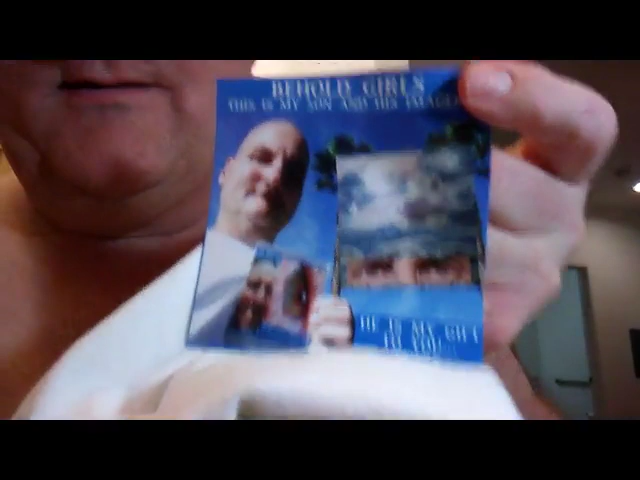 BEHOLD GIRLS
THIS IS MY SON AND HIS IMAGE
HE IS MY GIFT
TO YOU